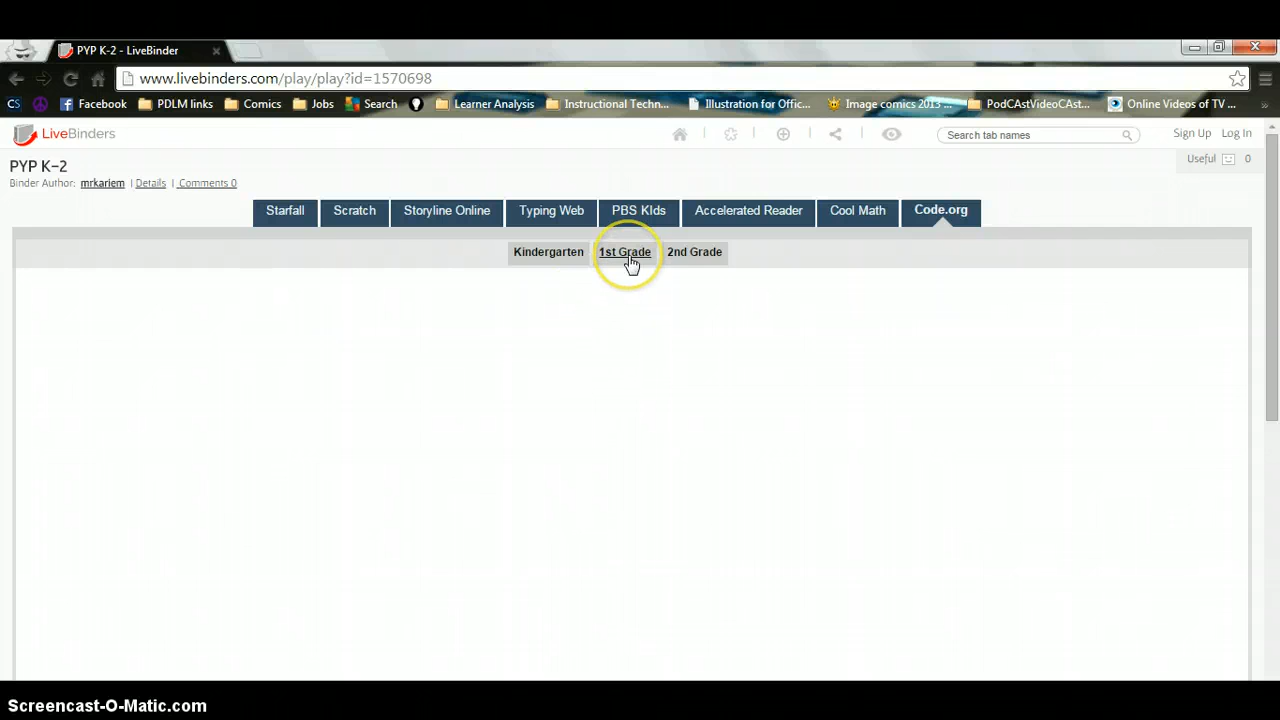 PYP K-2 - LiveBinder
www.livebinders.com/play/play?id=1570698
CS Facebook PDLM links Comics Jobs Search Learner Analysis Instructional Techn... Illustration for Offic... Image comics 2013 ... PodCAstVideoCAst... Online Videos of TV ... »
LiveBinders Search tab names Sign Up Log In
PYP K-2 Useful 0
Binder Author: mrkariem | Details | Comments 0
Starfall Scratch Storyline Online Typing Web PBS KIds Accelerated Reader Cool Math Code.org
Kindergarten 1st Grade 2nd Grade
Screencast-O-Matic.com